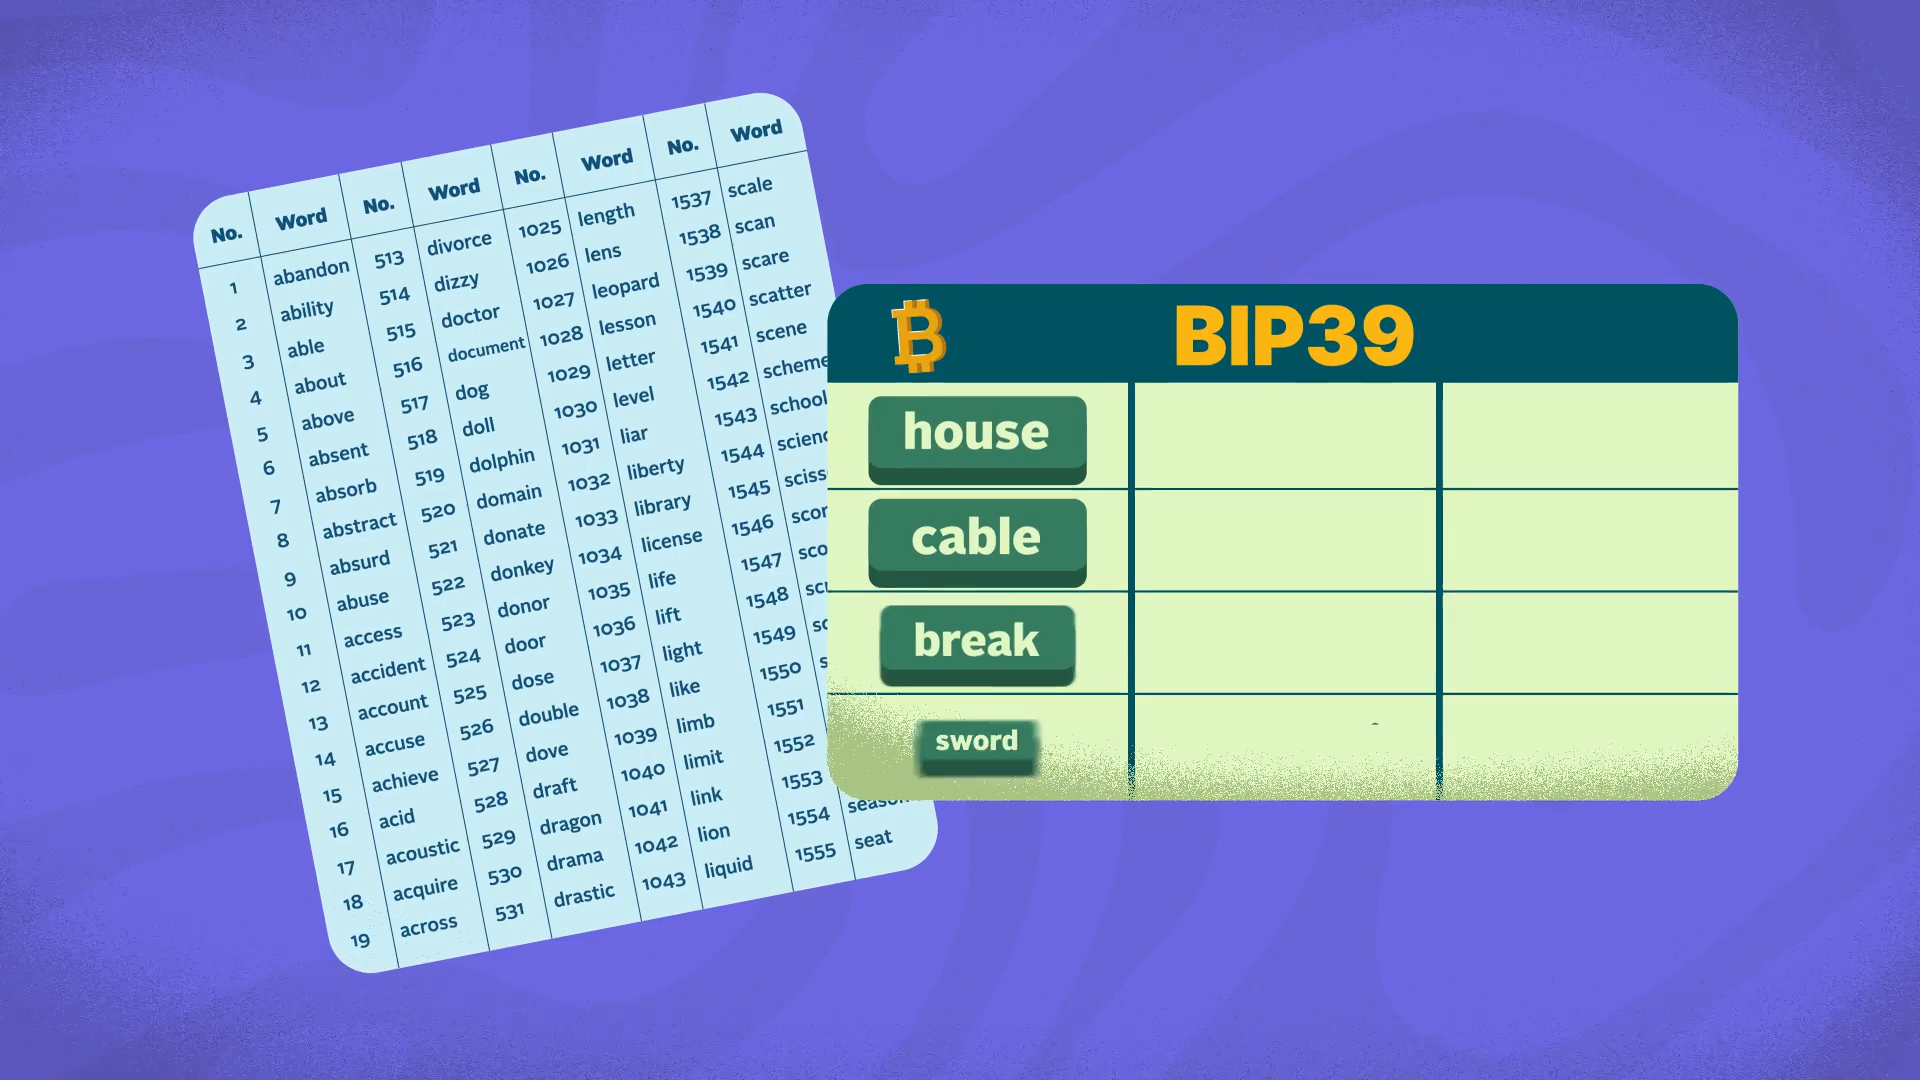 No. Word No. Word No. Word No. Word
1 abandon 513 divorce 1025 length 1537 scale
2 ability 514 dizzy 1026 lens 1538 scan
3 able 515 doctor 1027 leopard 1539 scare
4 about 516 document 1028 lesson 1540 scatter
5 above 517 dog 1029 letter 1541 scene
6 absent 518 doll 1030 level 1542 scheme
7 absorb 519 dolphin 1031 liar 1543 school
8 abstract 520 domain 1032 liberty 1544
9 absurd 521 donate 1033 library 1545
10 abuse 522 donkey 1034 license 1546
11 access 523 donor 1035 life 1547
12 accident 524 door 1036 lift 1548
13 account 525 dose 1037 light 1549
14 accuse 526 double 1038 like 1550
15 achieve 527 dove 1039 limb 1551
16 acid 528 draft 1040 limit 1552
17 acoustic 529 dragon 1041 link 1553
18 acquire 530 drama 1042 lion 1554 season
19 across 531 drastic 1043 liquid 1555 seat
BIP39
house
cable
break
sword